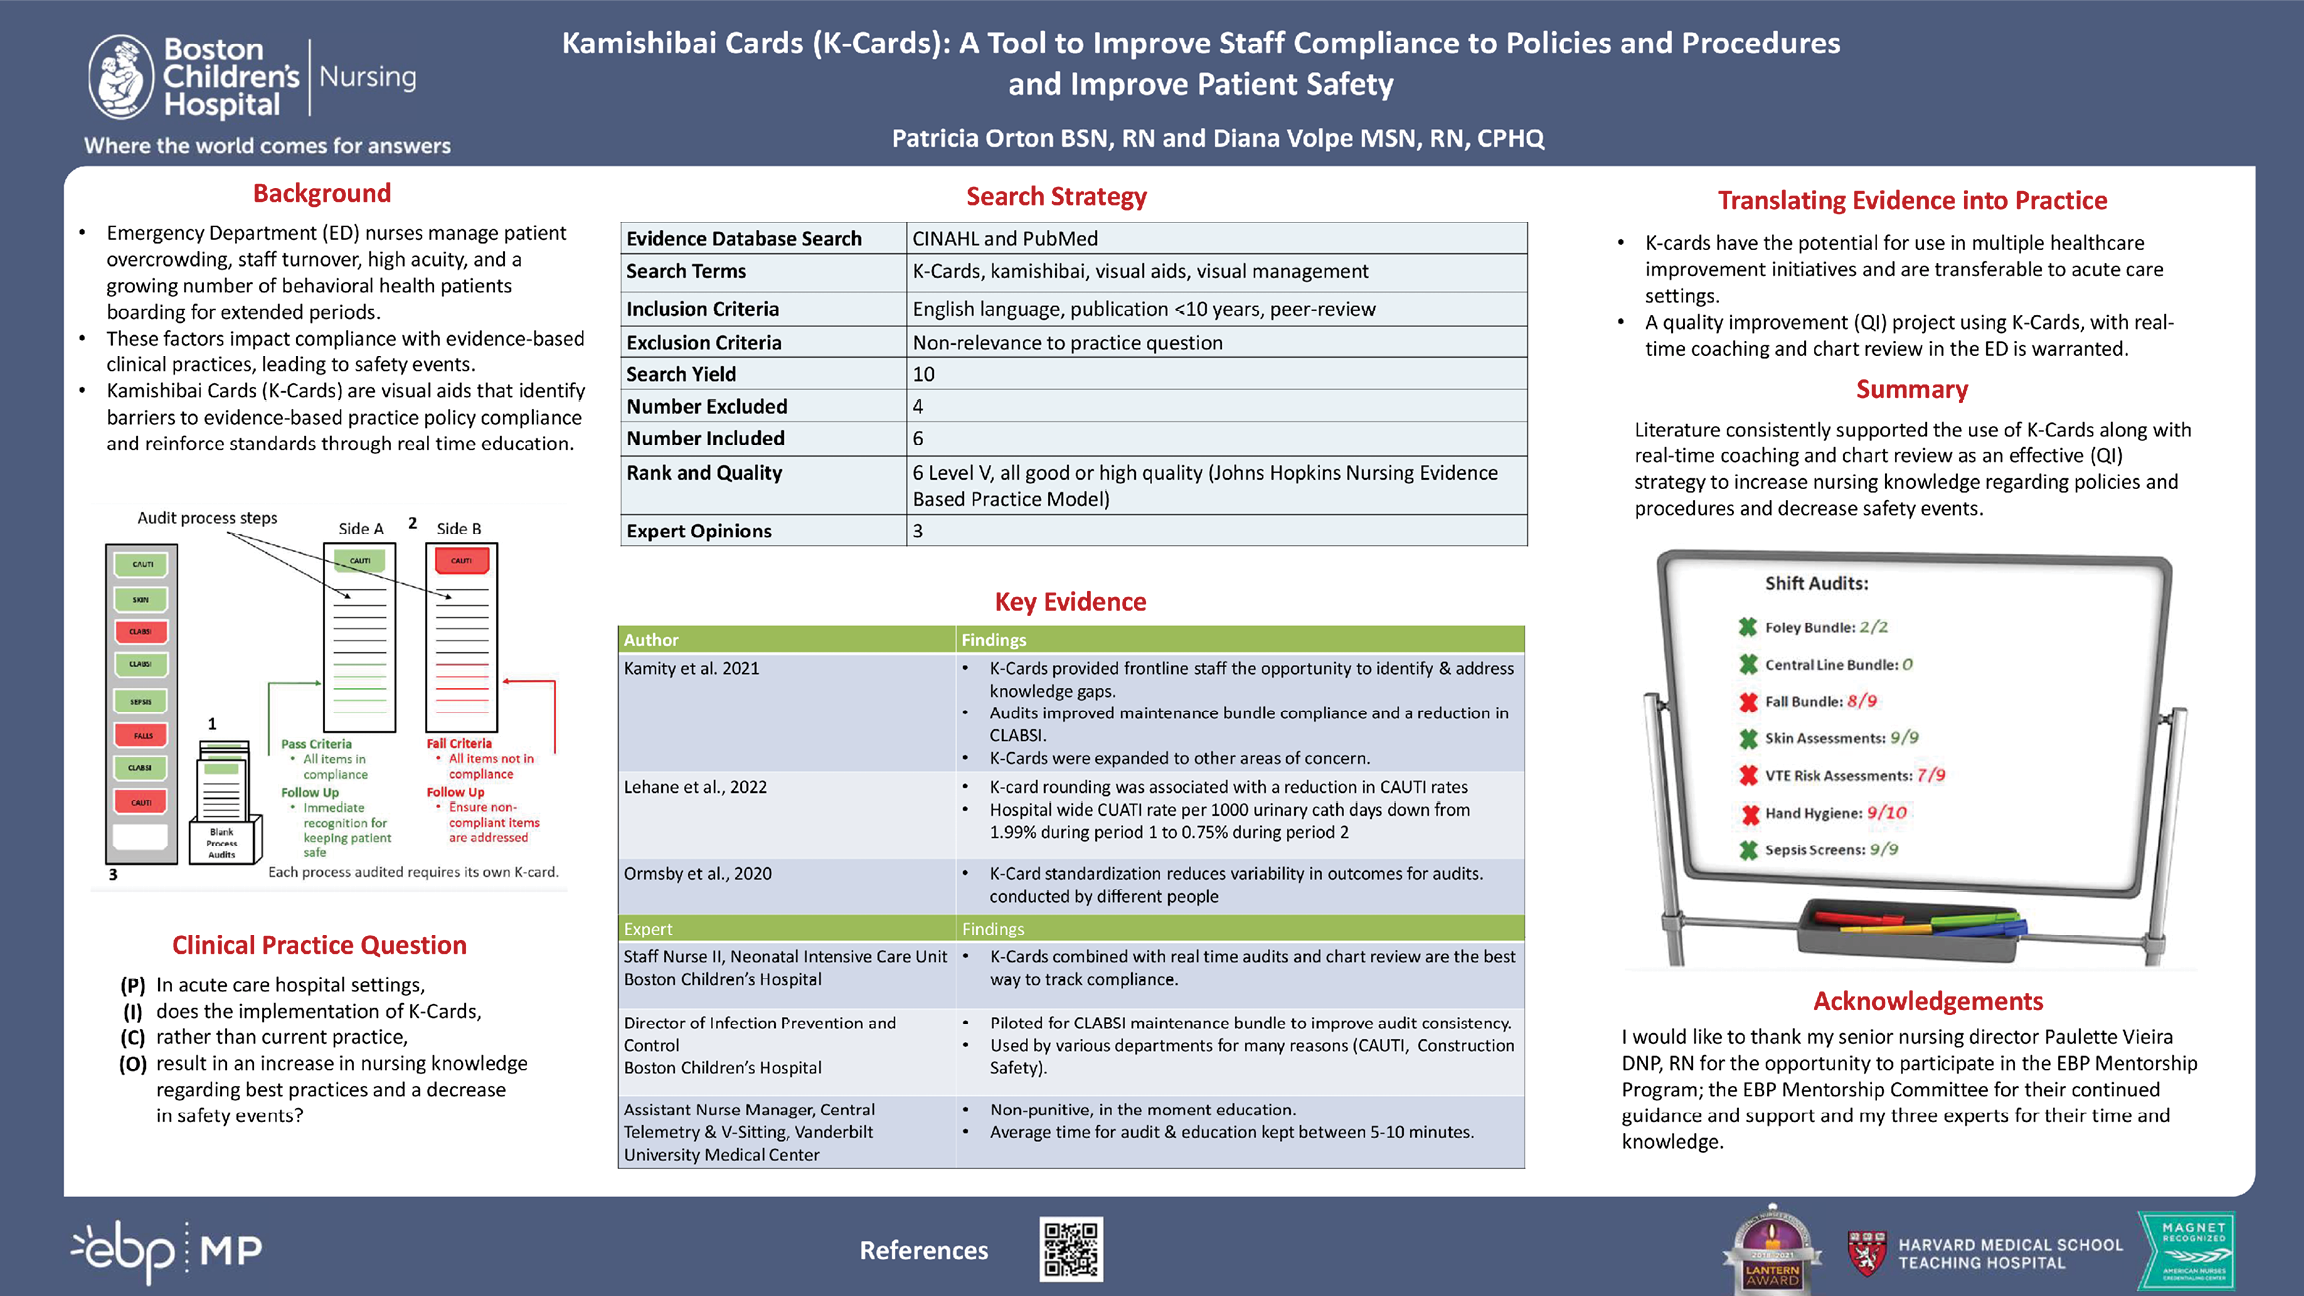 Boston
Children's
Hospital
Nursing
Where the world comes for answers
Kamishibai Cards (K-Cards): A Tool to Improve Staff Compliance to Policies and Procedures
and Improve Patient Safety
Patricia Orton BSN, RN and Diana Volpe MSN, RN, CPHQ
Background
• Emergency Department (ED) nurses manage patient
overcrowding, staff turnover, high acuity, and a
growing number of behavioral health patients
boarding for extended periods.
• These factors impact compliance with evidence-based
clinical practices, leading to safety events.
• Kamishibai Cards (K-Cards) are visual aids that identify
barriers to evidence-based practice policy compliance
and reinforce standards through real time education.
Audit process steps
Side A
2
Side B
CAUTI
SKIN
CLABSI
CLABSI
SEPSIS
FALLS
CLABSI
CAUTI
3
CAUTI
CAUTI
1
Blank
Process
Audits
Pass Criteria
• All items in
compliance
Follow Up
• Immediate
recognition for
keeping patient
safe
Fail Criteria
• All items not in
compliance
Follow Up
• Ensure non-
compliant items
are addressed
Each process audited requires its own K-card.
Clinical Practice Question
(P) In acute care hospital settings,
(I) does the implementation of K-Cards,
(C) rather than current practice,
(O) result in an increase in nursing knowledge
regarding best practices and a decrease
in safety events?
Search Strategy
Evidence Database Search CINAHL and PubMed
Search Terms K-Cards, kamishibai, visual aids, visual management
Inclusion Criteria English language, publication <10 years, peer-review
Exclusion Criteria Non-relevance to practice question
Search Yield 10
Number Excluded 4
Number Included 6
Rank and Quality 6 Level V, all good or high quality (Johns Hopkins Nursing Evidence
Based Practice Model)
Expert Opinions 3
Key Evidence
Author Findings
Kamity et al. 2021
• K-Cards provided frontline staff the opportunity to identify & address
knowledge gaps.
• Audits improved maintenance bundle compliance and a reduction in
CLABSI.
• K-Cards were expanded to other areas of concern.
Lehane et al., 2022
• K-card rounding was associated with a reduction in CAUTI rates
• Hospital wide CUATI rate per 1000 urinary cath days down from
1.99% during period 1 to 0.75% during period 2
Ormsby et al., 2020
• K-Card standardization reduces variability in outcomes for audits.
conducted by different people
Expert Findings
Staff Nurse II, Neonatal Intensive Care Unit
Boston Children's Hospital
• K-Cards combined with real time audits and chart review are the best
way to track compliance.
Director of Infection Prevention and
Control
Boston Children's Hospital
• Piloted for CLABSI maintenance bundle to improve audit consistency.
• Used by various departments for many reasons (CAUTI, Construction
Safety).
Assistant Nurse Manager, Central
Telemetry & V-Sitting, Vanderbilt
University Medical Center
• Non-punitive, in the moment education.
• Average time for audit & education kept between 5-10 minutes.
Translating Evidence into Practice
• K-cards have the potential for use in multiple healthcare
improvement initiatives and are transferable to acute care
settings.
• A quality improvement (QI) project using K-Cards, with real-
time coaching and chart review in the ED is warranted.
Summary
Literature consistently supported the use of K-Cards along with
real-time coaching and chart review as an effective (QI)
strategy to increase nursing knowledge regarding policies and
procedures and decrease safety events.
Shift Audits:
Foley Bundle: 2/2
Central Line Bundle: 0
Fall Bundle: 8/9
Skin Assessments: 9/9
VTE Risk Assessments: 7/9
Hand Hygiene: 9/10
Sepsis Screens: 9/9
Acknowledgements
I would like to thank my senior nursing director Paulette Vieira
DNP, RN for the opportunity to participate in the EBP Mentorship
Program; the EBP Mentorship Committee for their continued
guidance and support and my three experts for their time and
knowledge.
ebp MP
References
2018-2021
LANTERN
AWARD
HARVARD MEDICAL SCHOOL
TEACHING HOSPITAL
MAGNET
RECOGNIZED
AMERICAN NURSES
CREDENTIALING CENTER